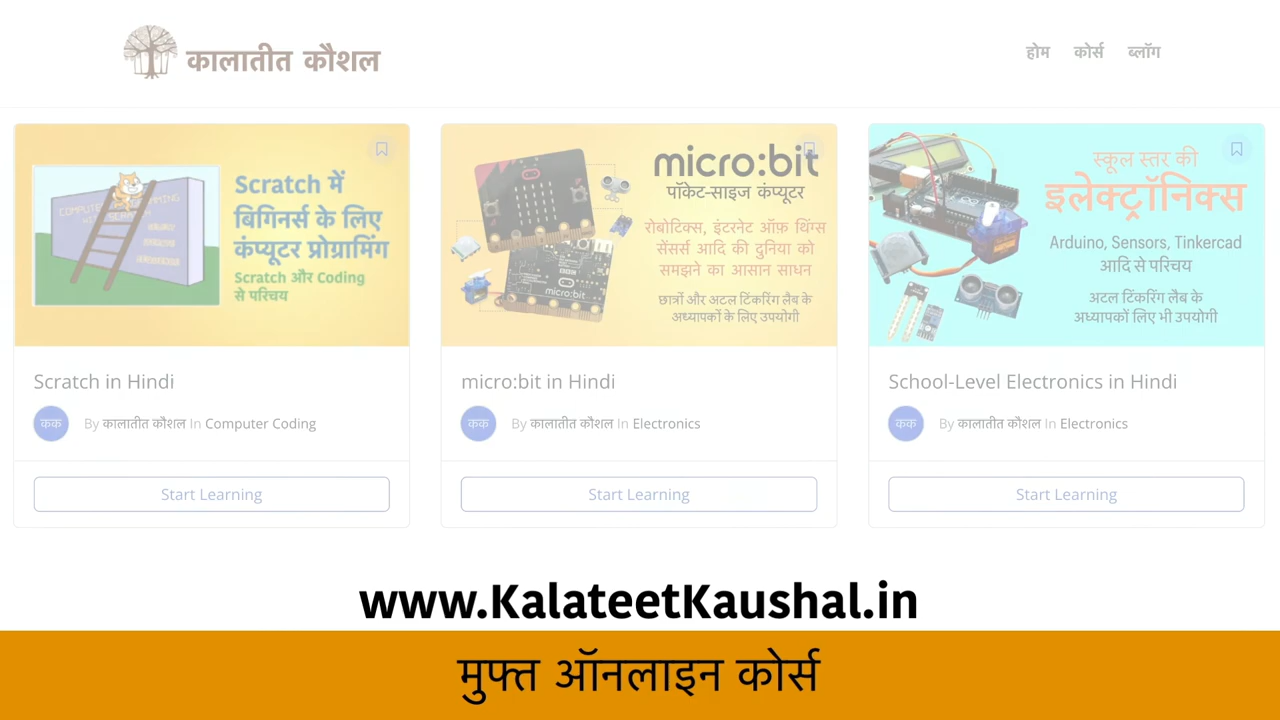 कालातीत कौशल
होम कोर्स ब्लॉग
Scratch में
बिगिनर्स के लिए
कंप्यूटर प्रोग्रामिंग
Scratch और Coding
से परिचय
micro:bit
पॉकेट-साइज कंप्यूटर
रोबोटिक्स, इंटरनेट ऑफ़ थिंग्स
सेंसर्स आदि की दुनिया को
समझने का आसान साधन
छात्रों और अटल टिंकरिंग लैब के
अध्यापकों के लिए उपयोगी
micro:bit
स्कूल स्तर की
इलेक्ट्रॉनिक्स
Arduino, Sensors, Tinkercad
आदि से परिचय
अटल टिंकरिंग लैब के
अध्यापकों लिए भी उपयोगी
Scratch in Hindi
कक By कालातीत कौशल In Computer Coding
Start Learning
micro:bit in Hindi
कक By कालातीत कौशल In Electronics
Start Learning
School-Level Electronics in Hindi
कक By कालातीत कौशल In Electronics
Start Learning
www.KalateetKaushal.in
मुफ्त ऑनलाइन कोर्स